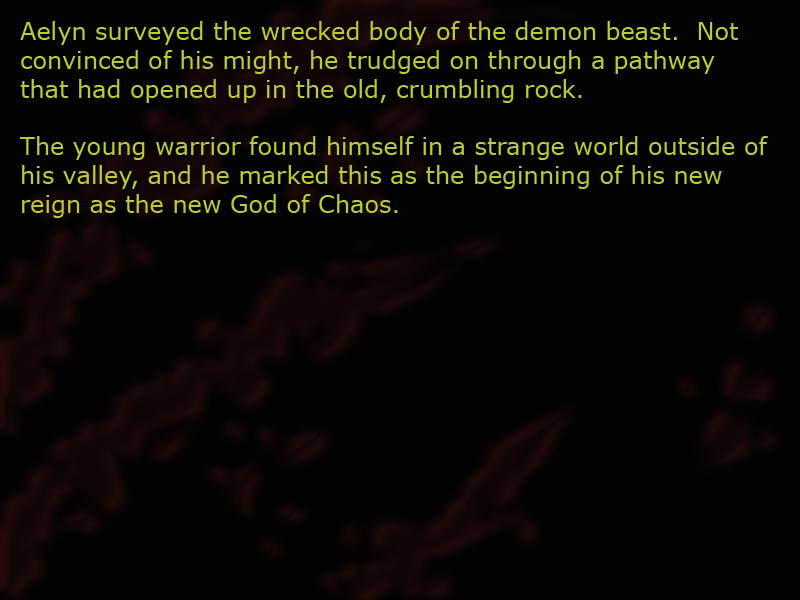 Aelyn surveyed the wrecked body of the demon beast.  Not
convinced of his might, he trudged on through a pathway
that had opened up in the old, crumbling rock.

The young warrior found himself in a strange world outside of
his valley, and he marked this as the beginning of his new
reign as the new God of Chaos.